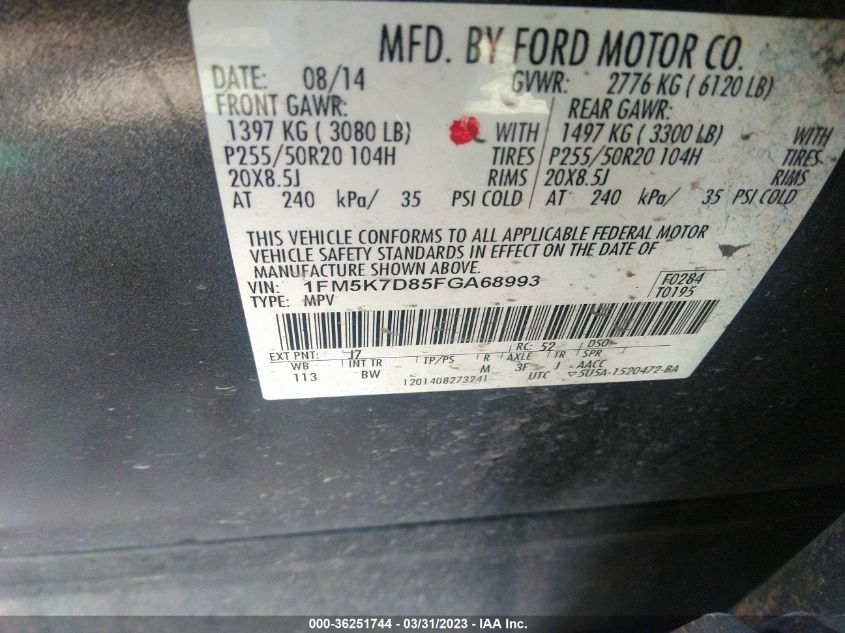 MFD. BY FORD MOTOR CO.
DATE: 08/14 GVWR: 2776 KG ( 6120 LB)
FRONT GAWR: REAR GAWR:
1397 KG ( 3080 LB) WITH 1497 KG ( 3300 LB) WITH
P255/50R20 104H TIRES P255/50R20 104H TIRES
20X8.5J RIMS 20X8.5J RIMS
AT 240 kPa/ 35 PSI COLD AT 240 kPa/ 35 PSI COLD
THIS VEHICLE CONFORMS TO ALL APPLICABLE FEDERAL MOTOR
VEHICLE SAFETY STANDARDS IN EFFECT ON THE DATE OF
MANUFACTURE SHOWN ABOVE.
VIN: 1FM5K7D85FGA68993 F0284
TYPE: MPV T0195
EXT PNT: J7 RC: 52 DSO:
WB INT TR TP/PS R AXLE TR SPR
113 BW M 3F J AACC
1201408273241 UTC ▽5U5A-1520472-BA
000-36251744 / 03/31/2023 — IAA Inc.